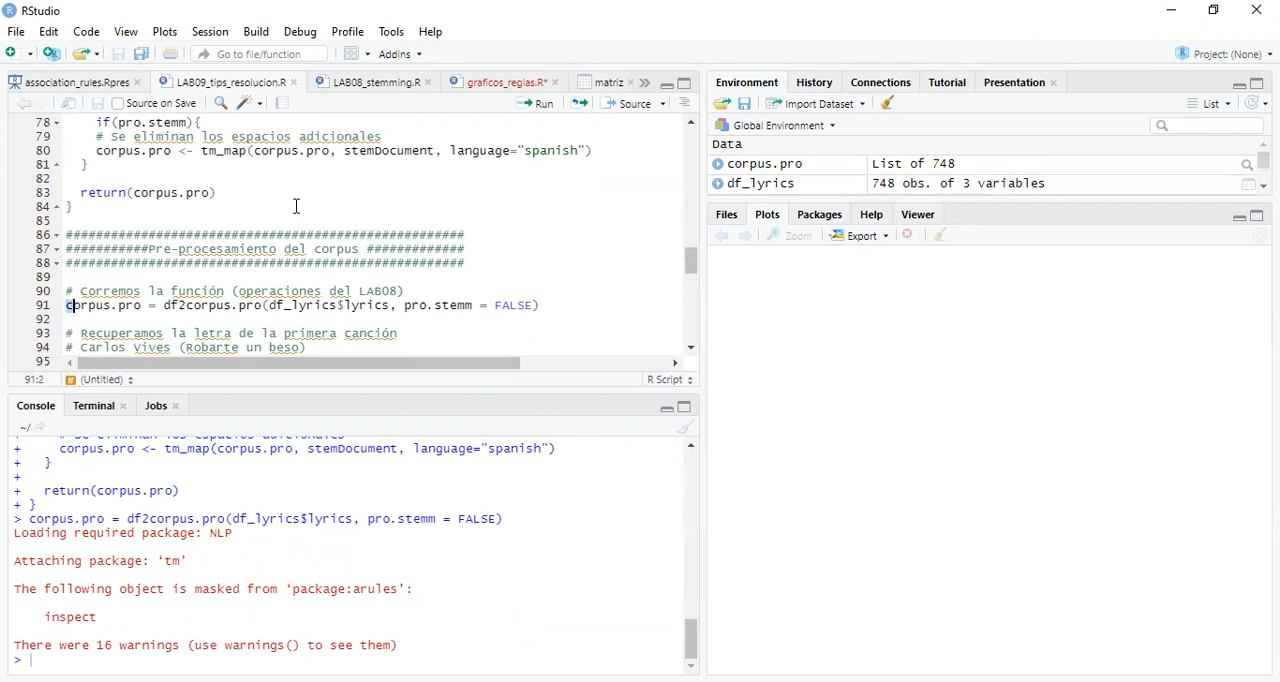 RStudio
File Edit Code View Plots Session Build Debug Profile Tools Help
Go to file/function Addins Project: (None)
association_rules.Rpres LAB09_tips_resolucion.R LAB08_stemming.R graficos_reglas.R* matriz
Source on Save Run Source
78 if(pro.stemm){
79 # Se eliminan los espacios adicionales
80 corpus.pro <- tm_map(corpus.pro, stemDocument, language="spanish")
81 }
82
83 return(corpus.pro)
84 }
85
86 #####################################################
87 ###########Pre-procesamiento del corpus #############
88 #####################################################
89
90 # Corremos la función (operaciones del LAB08)
91 corpus.pro = df2corpus.pro(df_lyrics$lyrics, pro.stemm = FALSE)
92
93 # Recuperamos la letra de la primera canción
94 # Carlos Vives (Robarte un beso)
95
91:2 # (Untitled) R Script
Console Terminal Jobs
~/
+ # Se eliminan los espacios adicionales
+ corpus.pro <- tm_map(corpus.pro, stemDocument, language="spanish")
+ }
+
+ return(corpus.pro)
+ }
> corpus.pro = df2corpus.pro(df_lyrics$lyrics, pro.stemm = FALSE)
Loading required package: NLP
Attaching package: ‘tm’
The following object is masked from ‘package:arules’:
inspect
There were 16 warnings (use warnings() to see them)
>
Environment History Connections Tutorial Presentation
Import Dataset List
Global Environment
Data
corpus.pro List of 748
df_lyrics 748 obs. of 3 variables
Files Plots Packages Help Viewer
Zoom Export